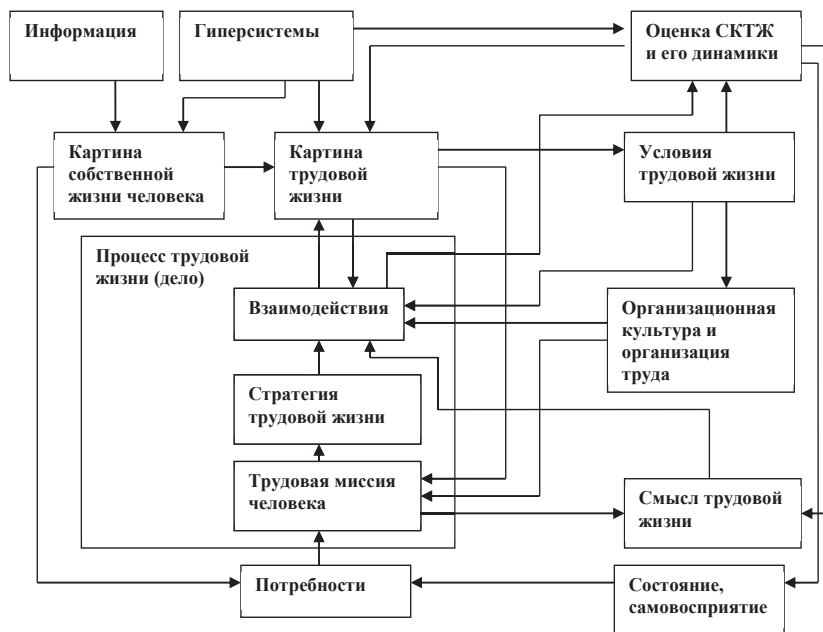 Информация
Гиперсистемы
Оценка СКТЖ
и его динамики
Картина
собственной
жизни человека
Картина
трудовой
жизни
Условия
трудовой жизни
Процесс трудовой
жизни (дело)
Взаимодействия
Организационная
культура и
организация
труда
Стратегия
трудовой жизни
Трудовая миссия
человека
Смысл трудовой
жизни
Потребности
Состояние,
самовосприятие